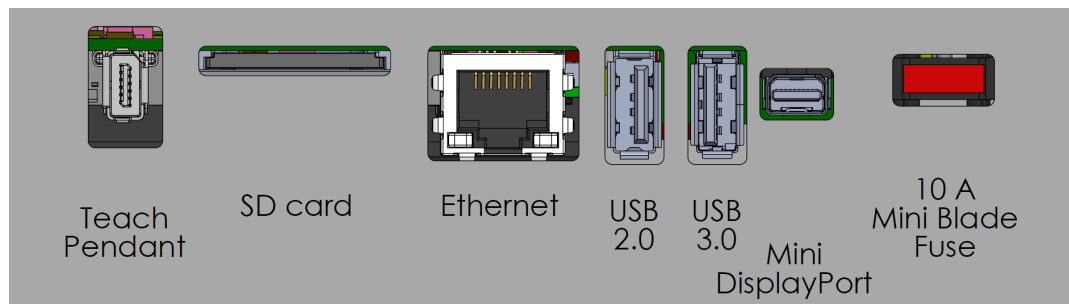 Teach
Pendant
SD card
Ethernet
USB
2.0
USB
3.0
Mini
DisplayPort
10 A
Mini Blade
Fuse